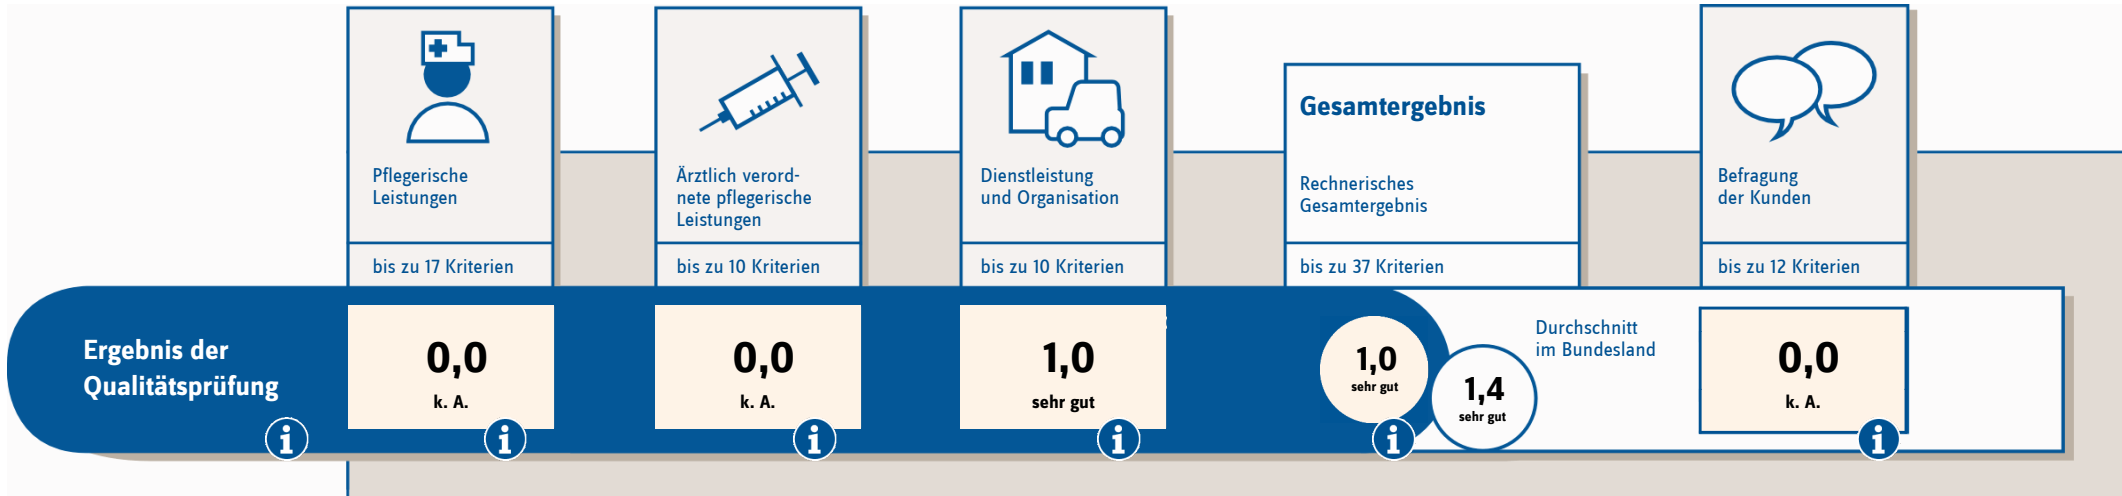 Pflegerische
Leistungen
bis zu 17 Kriterien
Ärztlich verord-
nete pflegerische
Leistungen
bis zu 10 Kriterien
Dienstleistung
und Organisation
bis zu 10 Kriterien
Gesamtergebnis
Rechnerisches
Gesamtergebnis
bis zu 37 Kriterien
Befragung
der Kunden
bis zu 12 Kriterien
Ergebnis der
Qualitätsprüfung
i
0,0
k. A.
i
0,0
k. A.
i
1,0
sehr gut
i
1,0
sehr gut
i
1,4
sehr gut
Durchschnitt
im Bundesland
0,0
k. A.
i